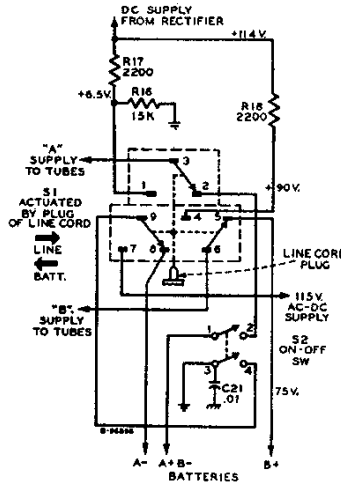 DC SUPPLY
FROM RECTIFIER
+114V.
R17
2200
+6.5V.
R16
15K
R18
2200
"A"
SUPPLY
TO TUBES
3
1
2
+90V.
S1
ACTUATED
BY PLUG
OF LINE CORD
LINE
BATT.
9
4
5
7
8
6
LINE CORD
PLUG
"B"
SUPPLY
TO TUBES
115V.
AC-DC
SUPPLY
1
2
S2
ON-OFF
SW
3
4
C21
.01
75V.
A-
A+B-
B+
BATTERIES